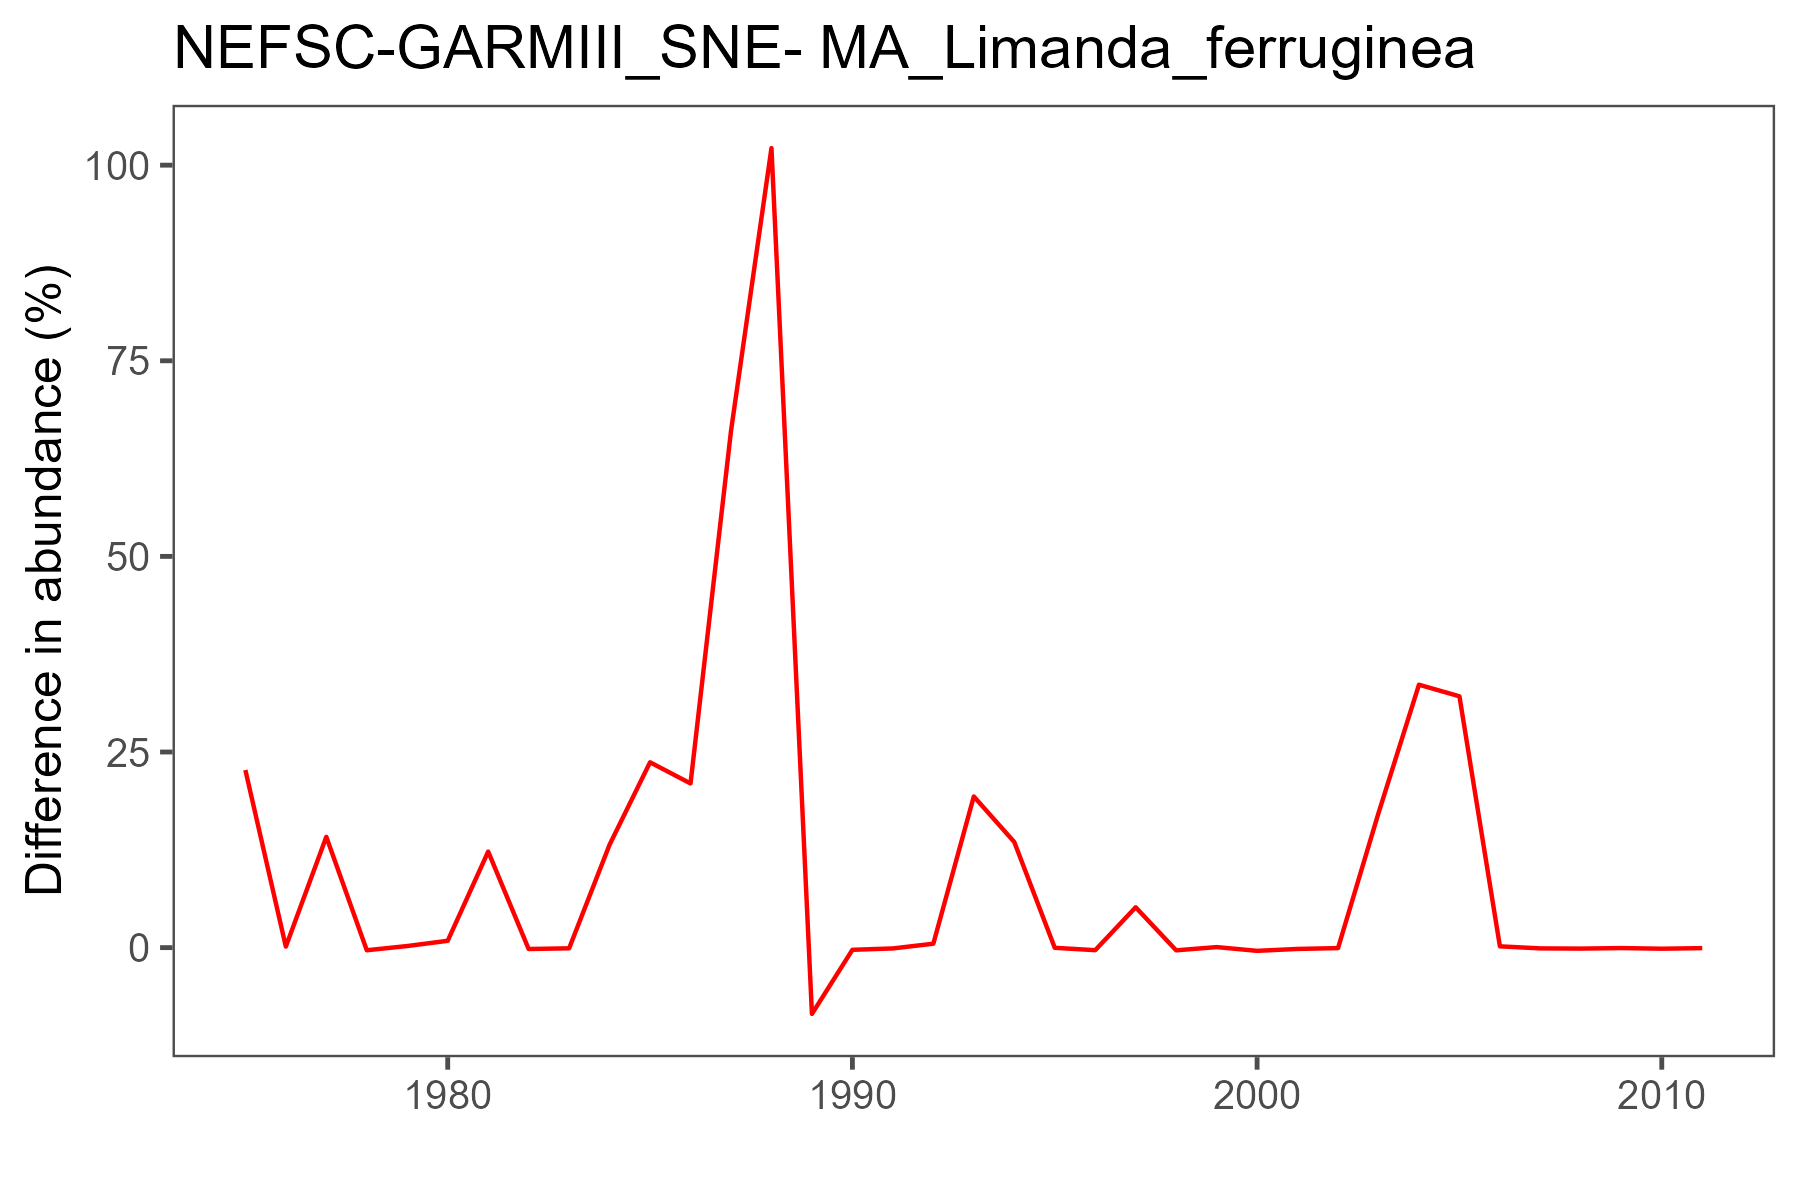 NEFSC-GARMIII_SNE- MA_Limanda_ferruginea
Difference in abundance (%)
100
75
50
25
0
1980 1990 2000 2010